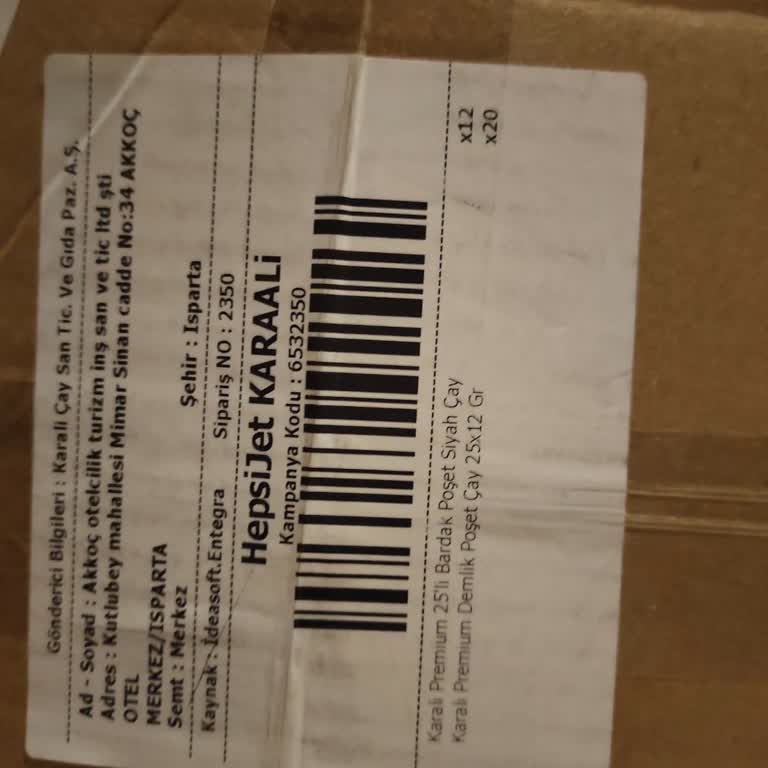 Gönderici Bilgileri : Karali Çay San Tic. Ve Gıda Paz. A.Ş.
Ad - Soyad : Akkoç otelcilik turizm inş san ve tic ltd şti
Adres : Kutlubey mahallesi Mimar Sinan cadde No:34 AKKOÇ
OTEL
MERKEZ/ISPARTA
Semt : Merkez Şehir : Isparta
Kaynak : İdeasoft.Entegra Sipariş NO : 2350
HepsiJet KARAALi
Kampanya Kodu : 6532350
Karali Premium 25'li Bardak Poşet Siyah Çay x12
Karali Premium Demlik Poşet Çay 25x12 Gr x20